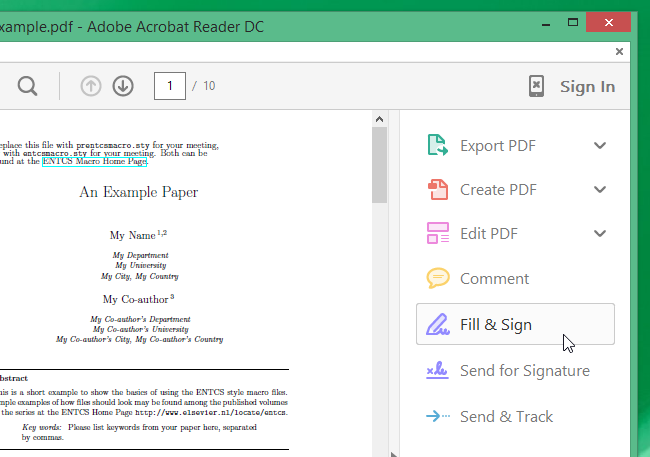 xample.pdf - Adobe Acrobat Reader DC
1 / 10
Sign In
eplace this file with prentcsmacro.sty for your meeting,
with entcsmacro.sty for your meeting. Both can be
und at the ENTCS Macro Home Page.
An Example Paper
My Name 1,2
My Department
My University
My City, My Country
My Co-author 3
My Co-author's Department
My Co-author's University
My Co-author's City, My Co-author's Country
bstract
his is a short example to show the basics of using the ENTCS style macro files.
mple examples of how files should look may be found among the published volumes
the series at the ENTCS Home Page http://www.elsevier.nl/locate/entcs.
Key words: Please list keywords from your paper here, separated
by commas.
Export PDF
Create PDF
Edit PDF
Comment
Fill & Sign
Send for Signature
Send & Track